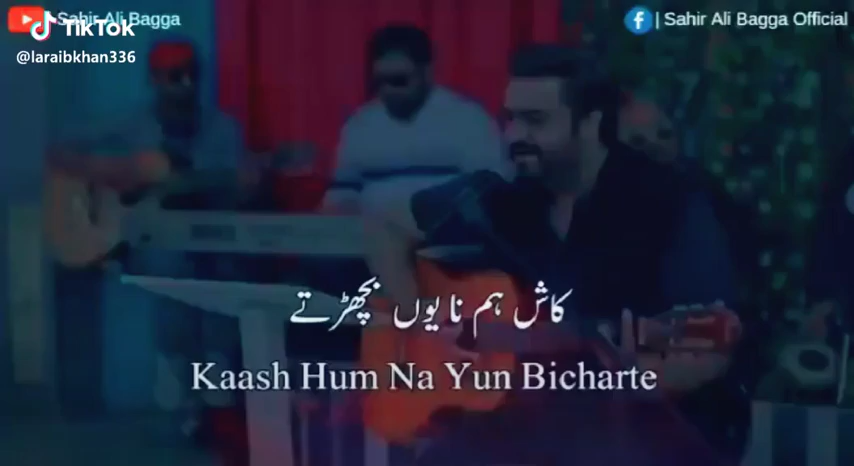 Sahir Ali Bagga
TikTok
@laraibkhan336
| Sahir Ali Bagga Official
کاش ہم نا یوں بچھڑتے
Kaash Hum Na Yun Bicharte